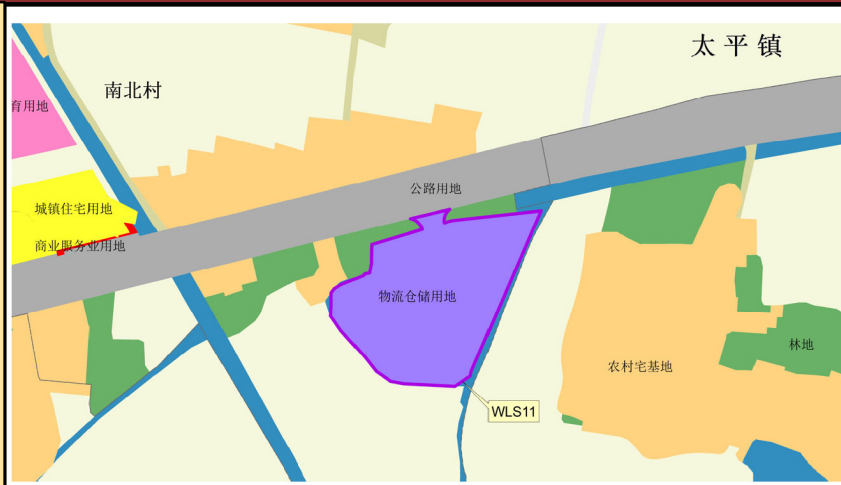 太平镇
南北村
育用地
公路用地
城镇住宅用地
商业服务业用地
物流仓储用地
林地
农村宅基地
WLS11